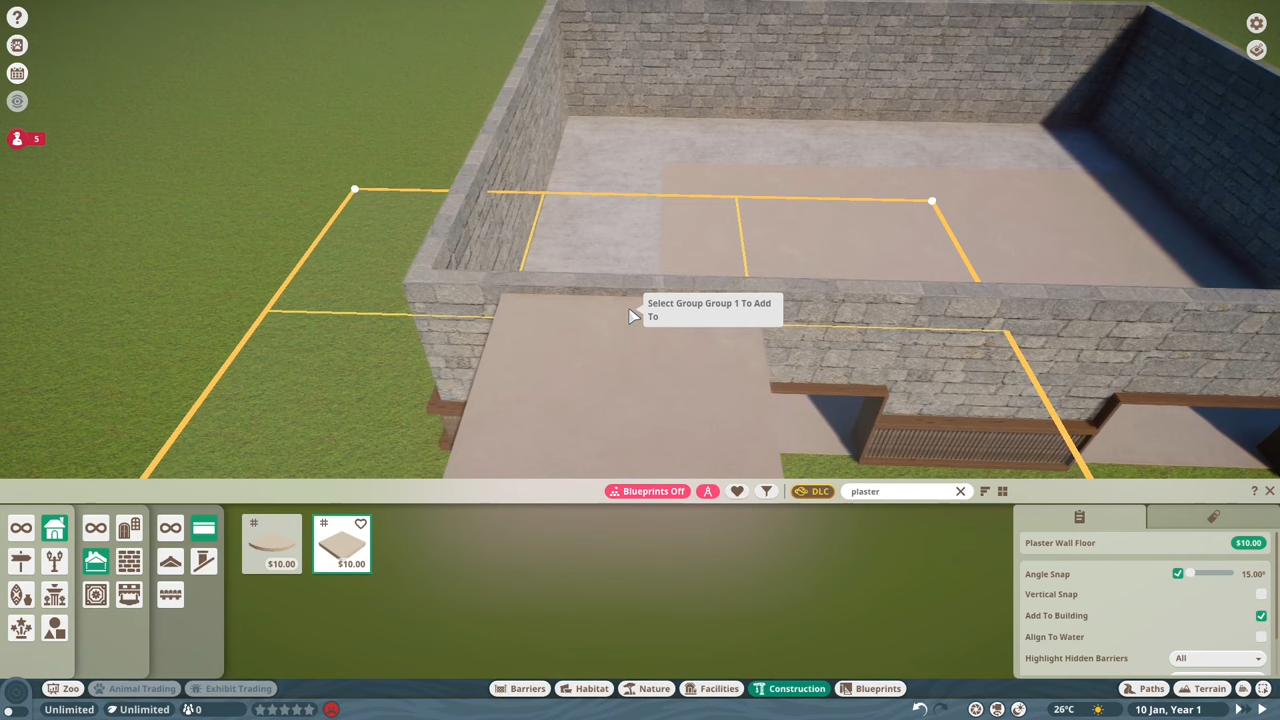 ?
5
Select Group Group 1 To Add
To
Blueprints Off
DLC
plaster
?
$10.00
$10.00
Plaster Wall Floor
$10.00
Angle Snap
15.00°
Vertical Snap
Add To Building
Align To Water
Highlight Hidden Barriers
All
Zoo
Animal Trading
Exhibit Trading
Barriers
Habitat
Nature
Facilities
Construction
Blueprints
Paths
Terrain
Unlimited
Unlimited
0
26°C
10 Jan, Year 1